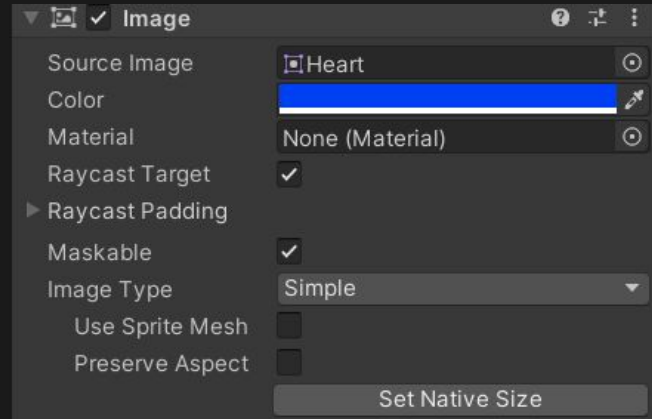 Image
Source Image Heart
Color
Material None (Material)
Raycast Target
Raycast Padding
Maskable
Image Type Simple
Use Sprite Mesh
Preserve Aspect
Set Native Size